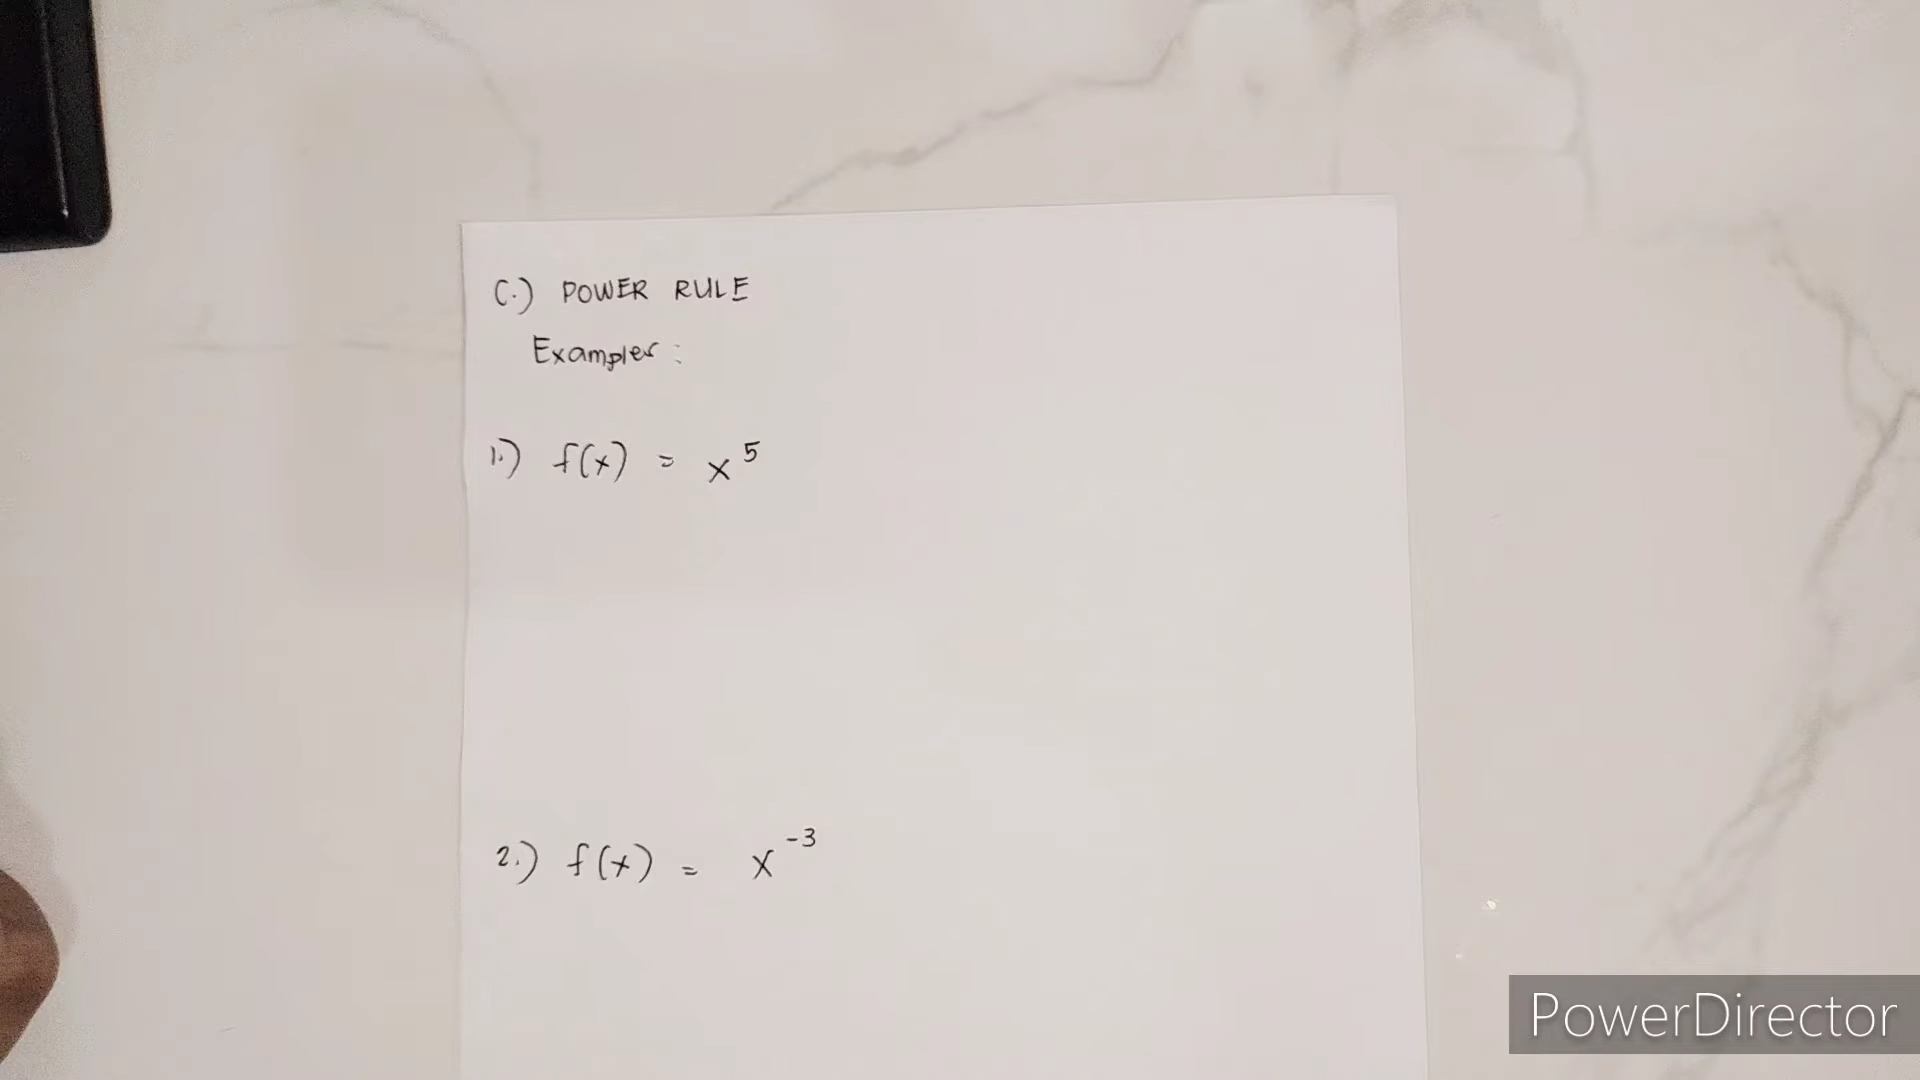 C.) POWER RULE
Examples :
1.) f(x) = x⁵
2.) f(x) = x⁻³
PowerDirector